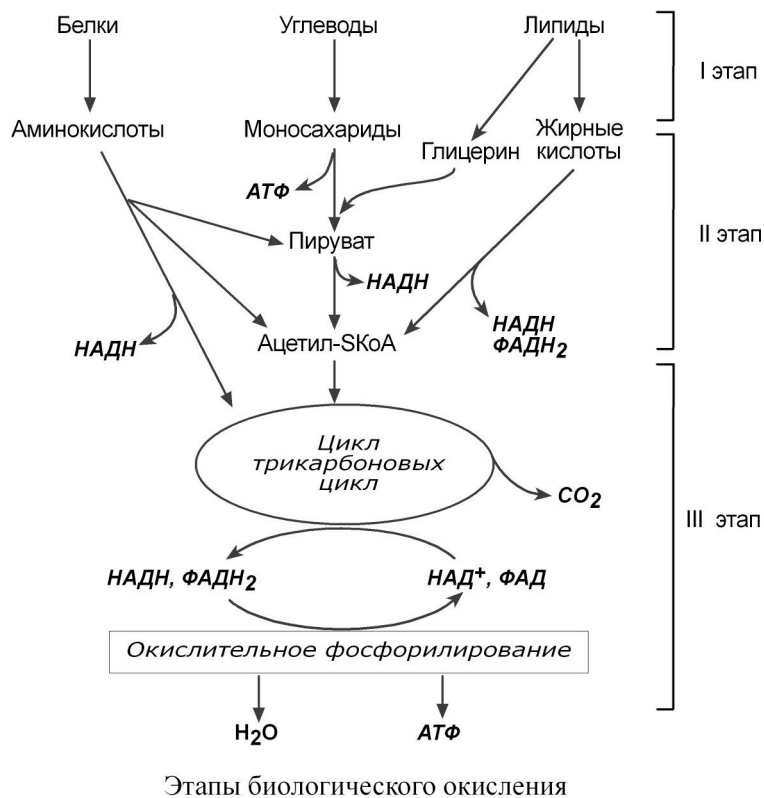 Белки
Углеводы
Липиды
I этап
Аминокислоты
Моносахариды
Глицерин
Жирные
кислоты
АТФ
II этап
Пируват
НАДН
НАДН
ФАДН2
НАДН
Ацетил-SКоА
Цикл
трикарбоновых
цикл
CO2
III этап
НАДН, ФАДН2
НАД+, ФАД
Окислительное фосфорилирование
H2O
АТФ
Этапы биологического окисления